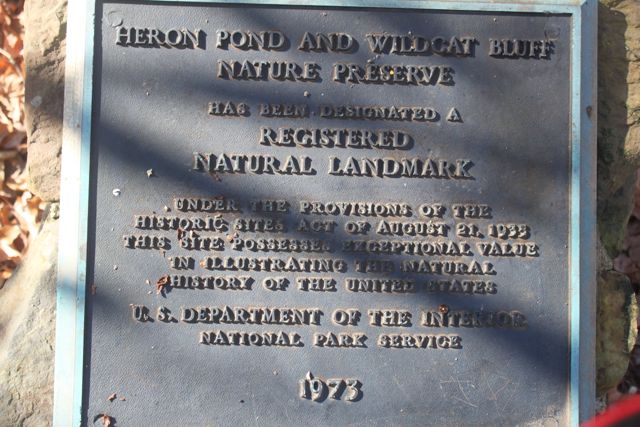 HERON POND AND WILDCAT BLUFF
NATURE PRESERVE
HAS BEEN DESIGNATED A
REGISTERED
NATURAL LANDMARK
UNDER THE PROVISIONS OF THE
HISTORIC SITES ACT OF AUGUST 21, 1935
THIS SITE POSSESSES EXCEPTIONAL VALUE
IN ILLUSTRATING THE NATURAL
HISTORY OF THE UNITED STATES
U. S. DEPARTMENT OF THE INTERIOR
NATIONAL PARK SERVICE
1973